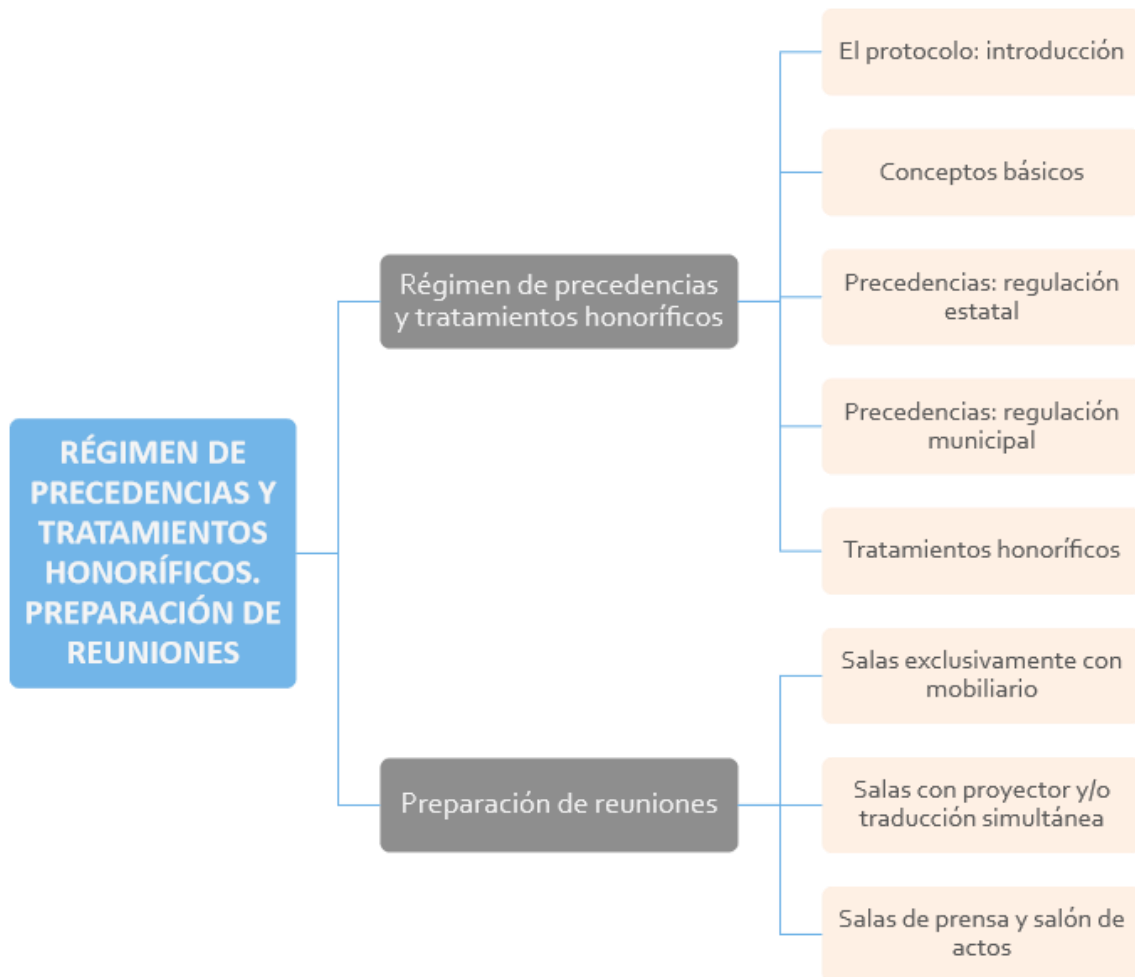 RÉGIMEN DE
PRECEDENCIAS Y
TRATAMIENTOS
HONORÍFICOS.
PREPARACIÓN DE
REUNIONES
Régimen de precedencias
y tratamientos honoríficos
El protocolo: introducción
Conceptos básicos
Precedencias: regulación
estatal
Precedencias: regulación
municipal
Tratamientos honoríficos
Preparación de reuniones
Salas exclusivamente con
mobiliario
Salas con proyector y/o
traducción simultánea
Salas de prensa y salón de
actos